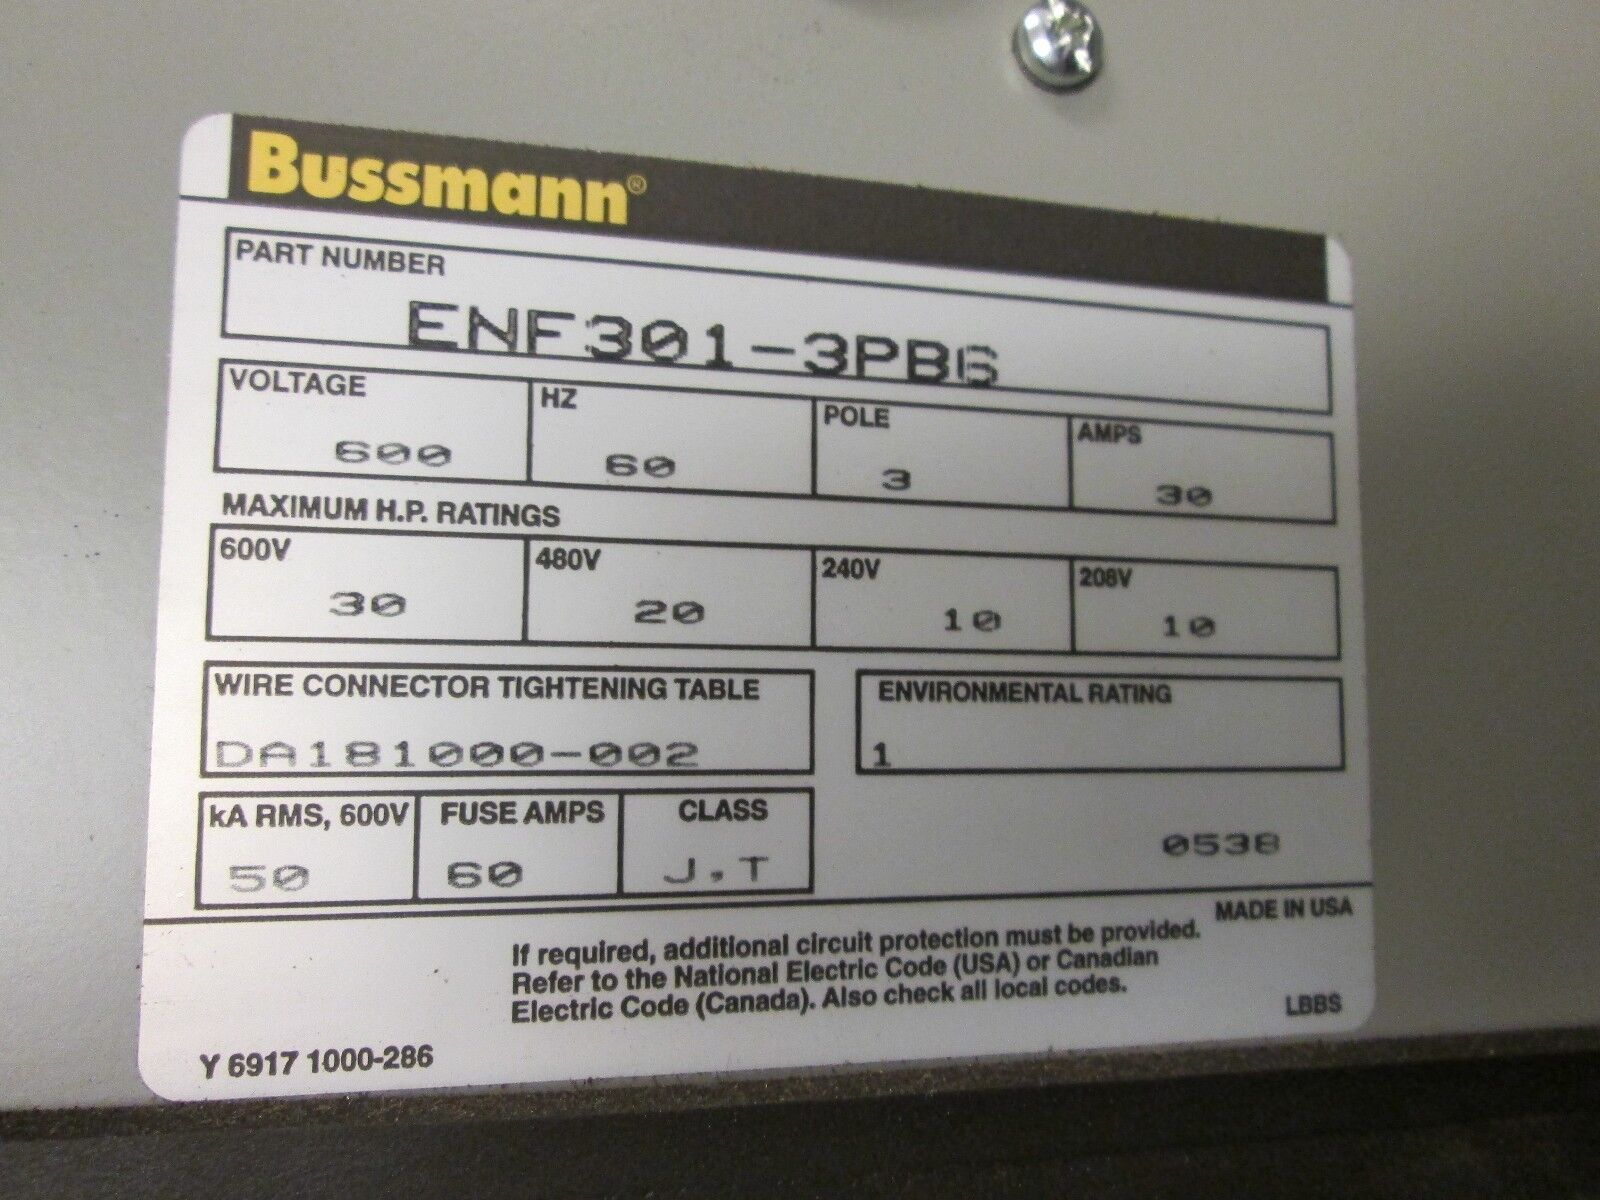 Bussmann®
PART NUMBER
ENF301-3PB6
VOLTAGE HZ POLE AMPS
600 60 3 30
MAXIMUM H.P. RATINGS
600V 480V 240V 208V
30 20 10 10
WIRE CONNECTOR TIGHTENING TABLE
DA181000-002
ENVIRONMENTAL RATING
1
kA RMS, 600V FUSE AMPS CLASS
50 60 J,T
0538
MADE IN USA
If required, additional circuit protection must be provided.
Refer to the National Electric Code (USA) or Canadian
Electric Code (Canada). Also check all local codes.
LBBS
Y 6917 1000-286